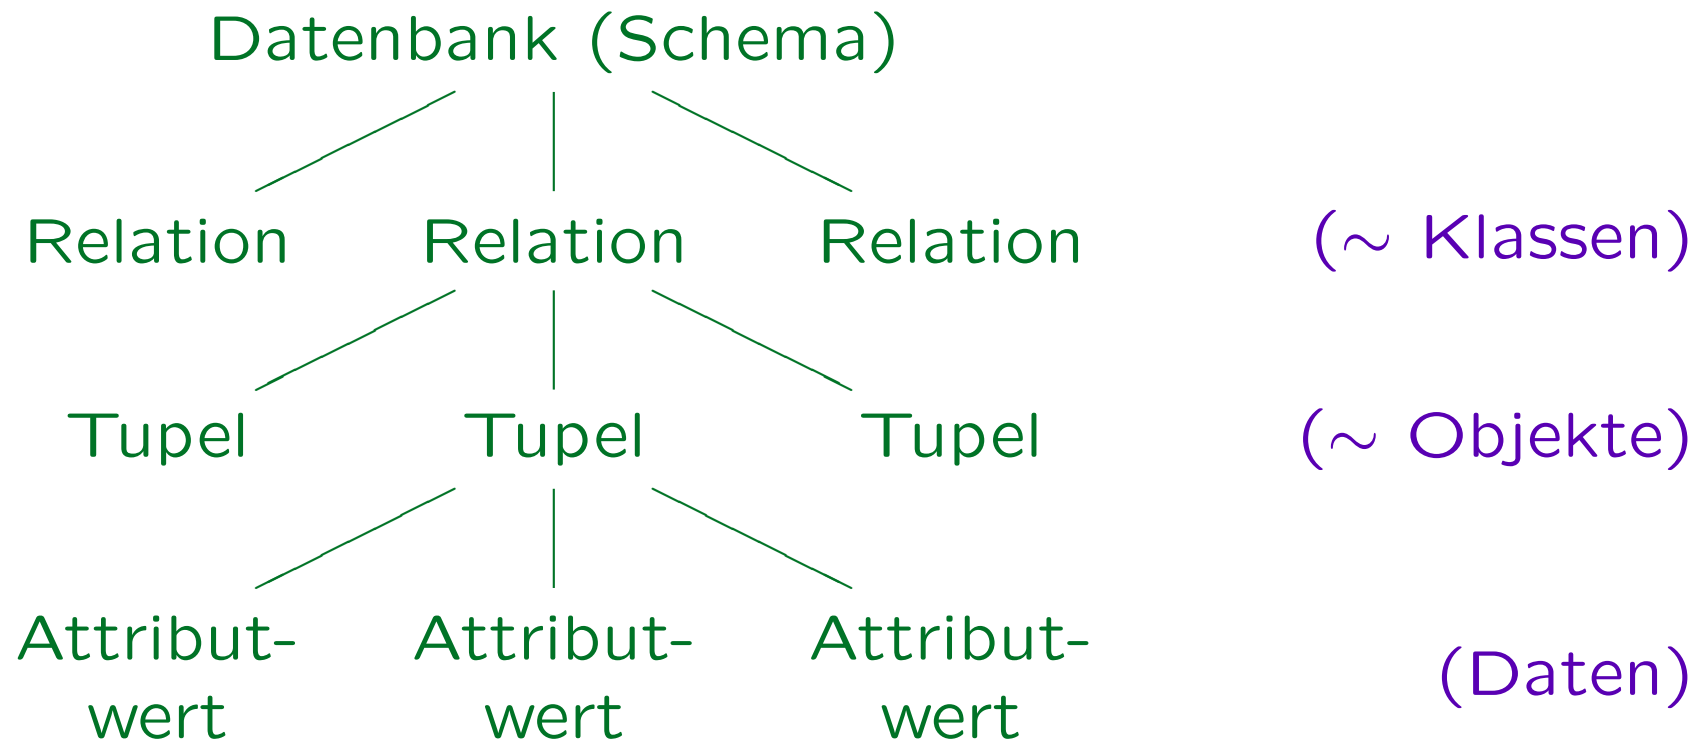 Datenbank (Schema)
Relation Relation Relation (∼ Klassen)
Tupel Tupel Tupel (∼ Objekte)
Attribut- Attribut- Attribut-
wert wert wert
(Daten)